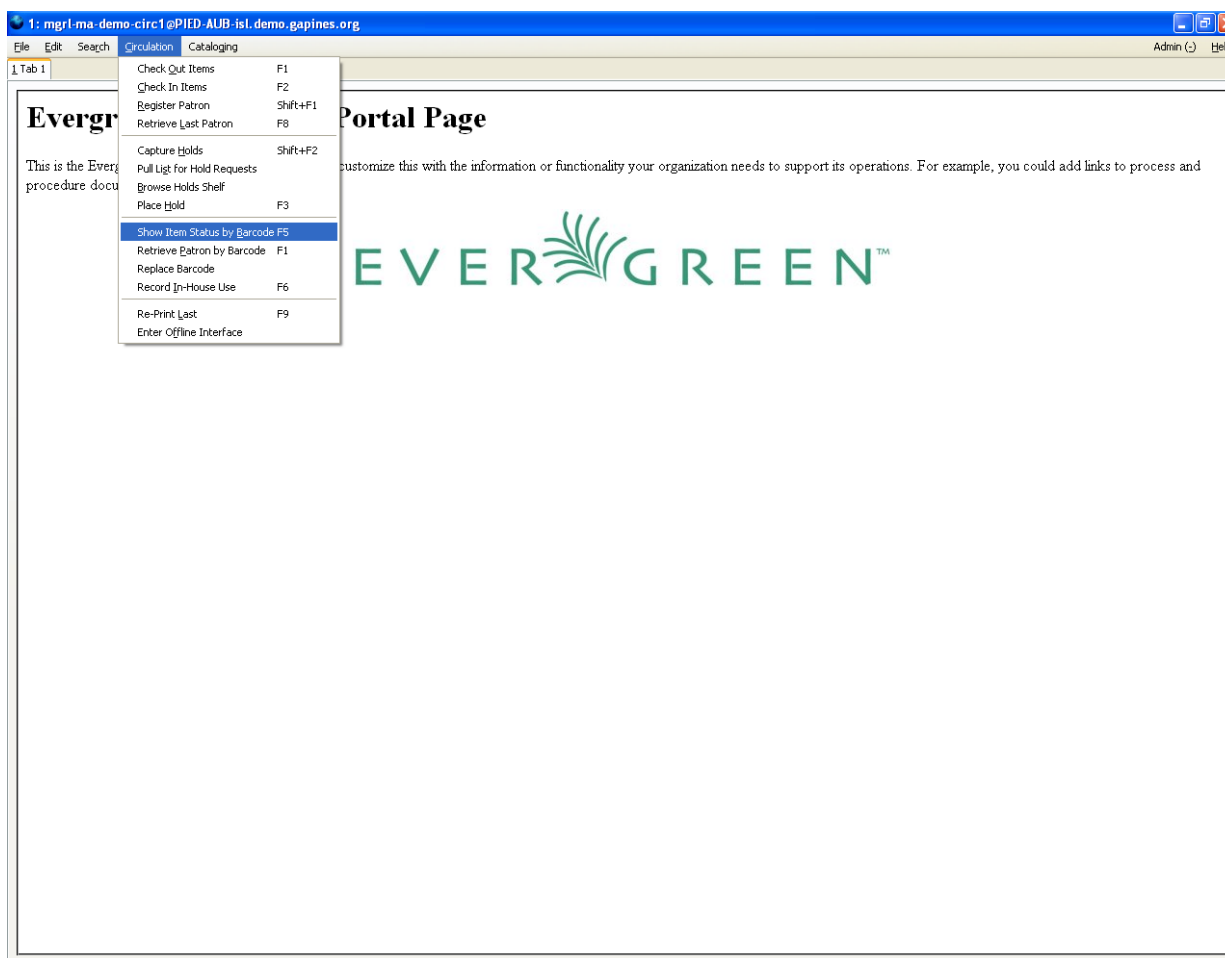 1: mgrl-ma-demo-circ1@PIED-AUB-isl.demo.gapines.org
File Edit Search Circulation Cataloging Admin (-) Hel
1 Tab 1
Check Out Items F1
Check In Items F2
Register Patron Shift+F1
Retrieve Last Patron F8
Capture Holds Shift+F2
Pull List for Hold Requests
Browse Holds Shelf
Place Hold F3
Show Item Status by Barcode F5
Retrieve Patron by Barcode F1
Replace Barcode
Record In-House Use F6
Re-Print Last F9
Enter Offline Interface
Evergr Portal Page
This is the Everg customize this with the information or functionality your organization needs to support its operations. For example, you could add links to process and
procedure docu
EVERGREEN™